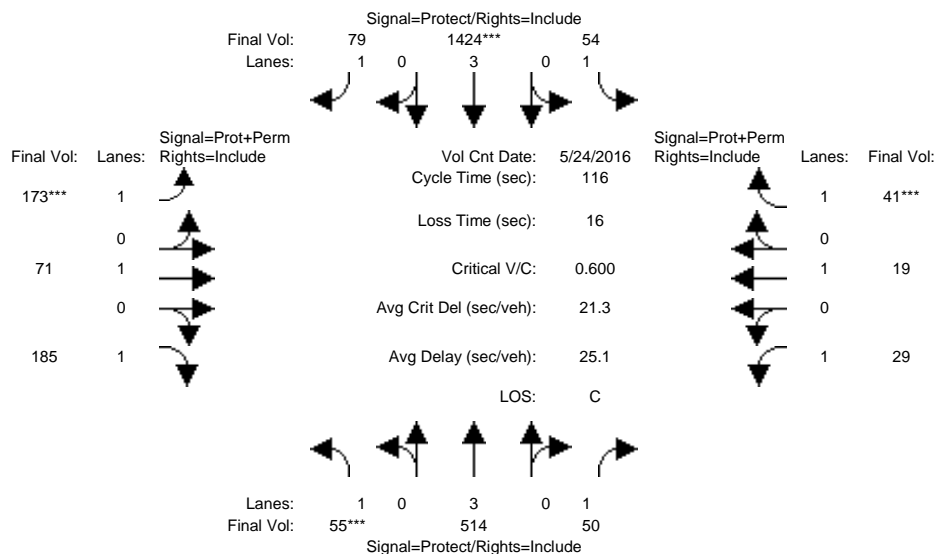 Signal=Protect/Rights=Include
Final Vol: 79 1424*** 54
Lanes: 1 0 3 0 1
Signal=Prot+Perm Signal=Prot+Perm
Final Vol: Lanes: Rights=Include Vol Cnt Date: 5/24/2016 Rights=Include Lanes: Final Vol:
Cycle Time (sec): 116
173*** 1 1 41***
Loss Time (sec): 16
0 0
71 1 Critical V/C: 0.600 1 19
0 Avg Crit Del (sec/veh): 21.3 0
185 1 Avg Delay (sec/veh): 25.1 1 29
LOS: C
Lanes: 1 0 3 0 1
Final Vol: 55*** 514 50
Signal=Protect/Rights=Include